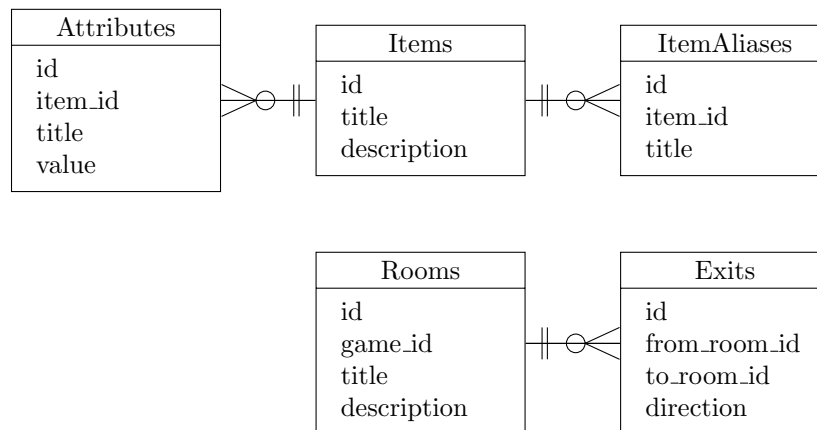 Attributes
id
item_id
title
value
Items
id
title
description
ItemAliases
id
item_id
title
Rooms
id
game_id
title
description
Exits
id
from_room_id
to_room_id
direction